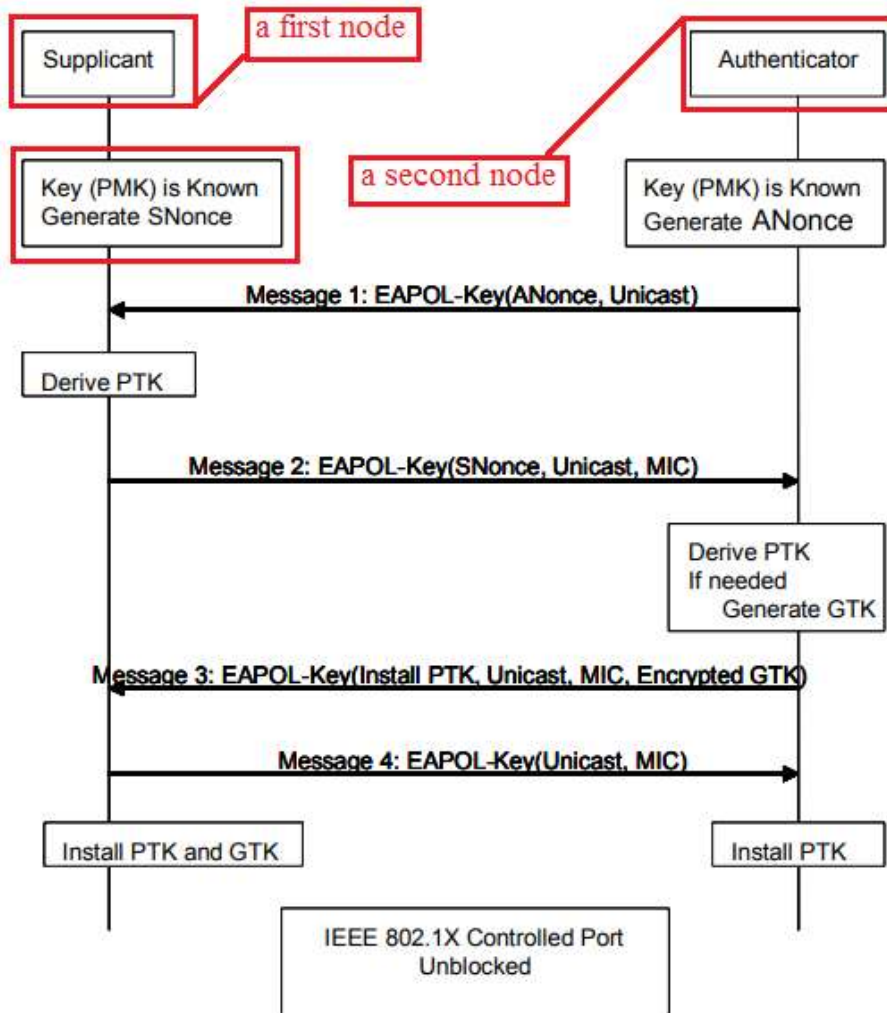 a first node
Supplicant
Authenticator
a second node
Key (PMK) is Known
Generate SNonce
Key (PMK) is Known
Generate ANonce
Message 1: EAPOL-Key(ANonce, Unicast)
Derive PTK
Message 2: EAPOL-Key(SNonce, Unicast, MIC)
Derive PTK
If needed
Generate GTK
Message 3: EAPOL-Key(Install PTK, Unicast, MIC, Encrypted GTK)
Message 4: EAPOL-Key(Unicast, MIC)
Install PTK and GTK
Install PTK
IEEE 802.1X Controlled Port
Unblocked